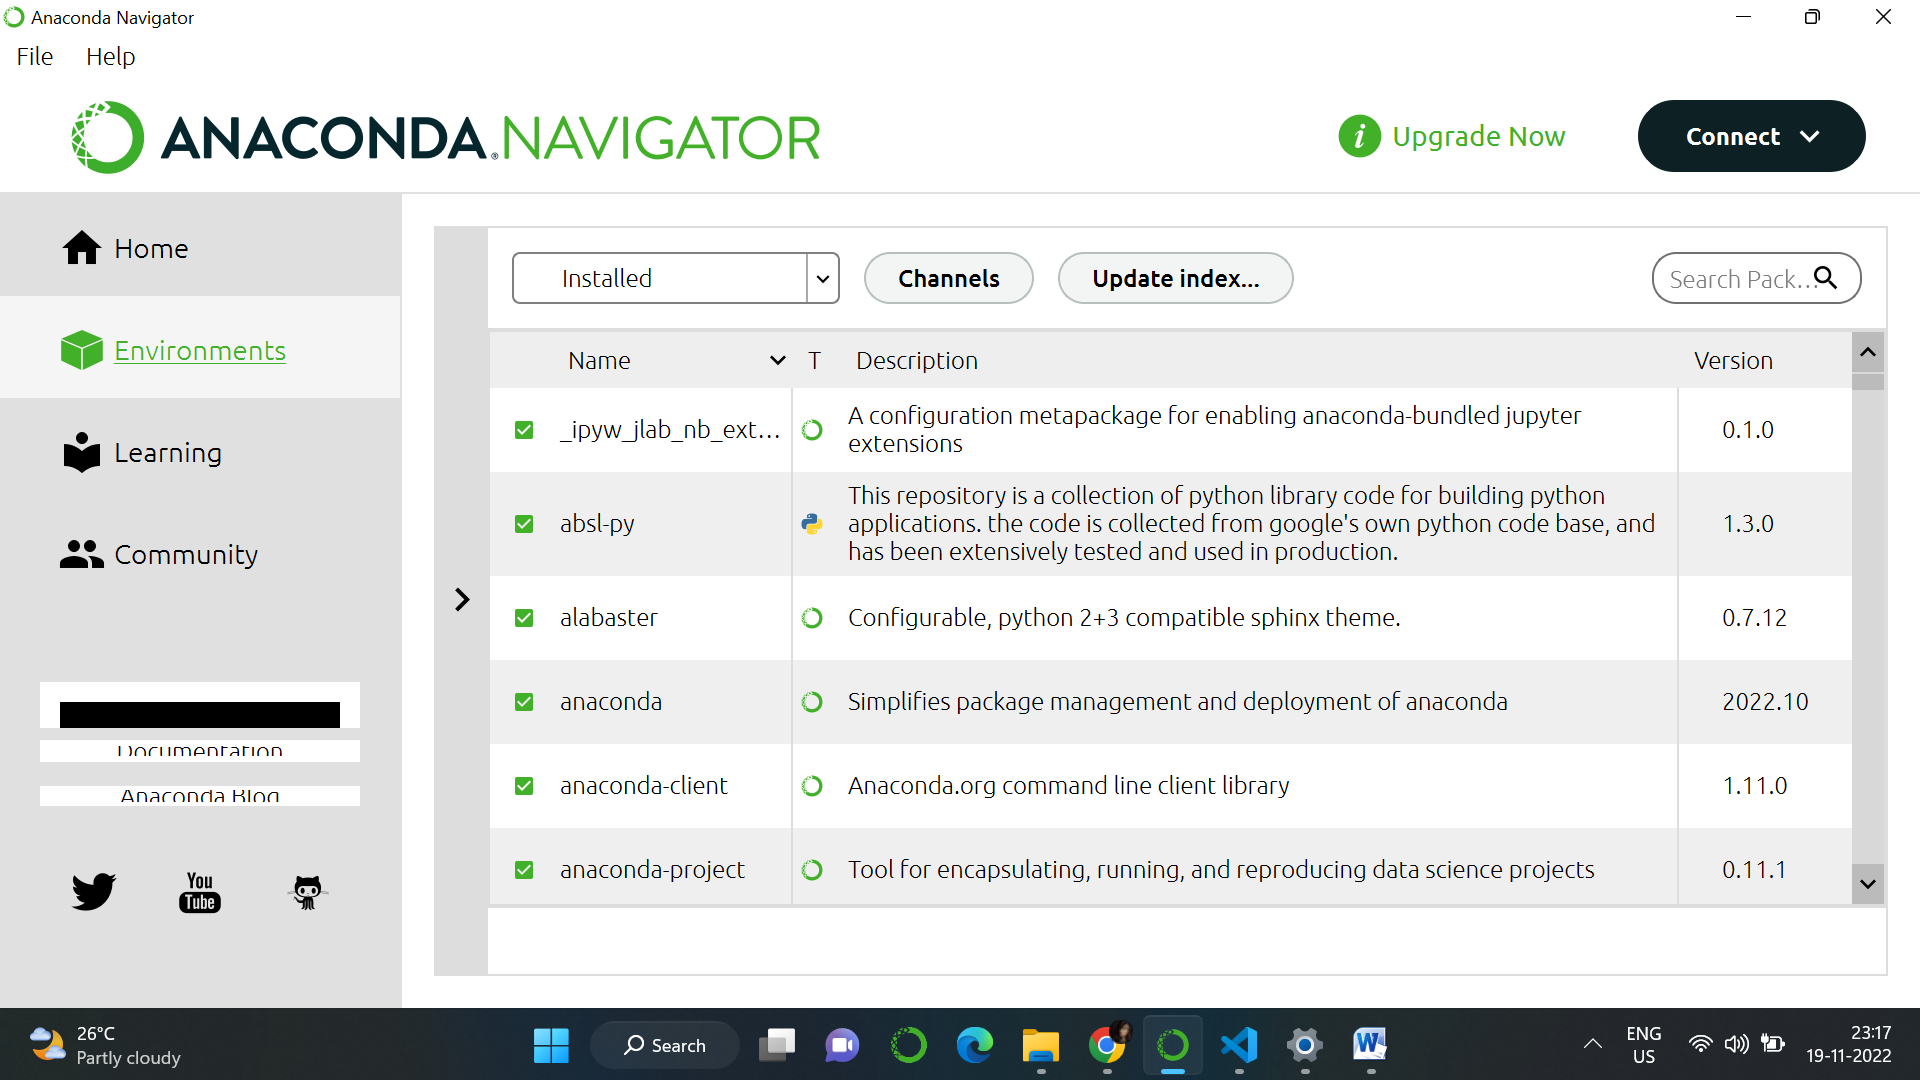 Anaconda Navigator
File Help
ANACONDA.NAVIGATOR
Upgrade Now
Connect
Home
Environments
Learning
Community
Documentation
Anaconda Blog
You
Tube
Installed
Channels
Update index...
Search Pack...
Name T Description Version
_ipyw_jlab_nb_ext... A configuration metapackage for enabling anaconda-bundled jupyter
extensions 0.1.0
absl-py This repository is a collection of python library code for building python
applications. the code is collected from google's own python code base, and
has been extensively tested and used in production. 1.3.0
alabaster Configurable, python 2+3 compatible sphinx theme. 0.7.12
anaconda Simplifies package management and deployment of anaconda 2022.10
anaconda-client Anaconda.org command line client library 1.11.0
anaconda-project Tool for encapsulating, running, and reproducing data science projects 0.11.1
26°C
Partly cloudy
Search
W
ENG
US
23:17
19-11-2022